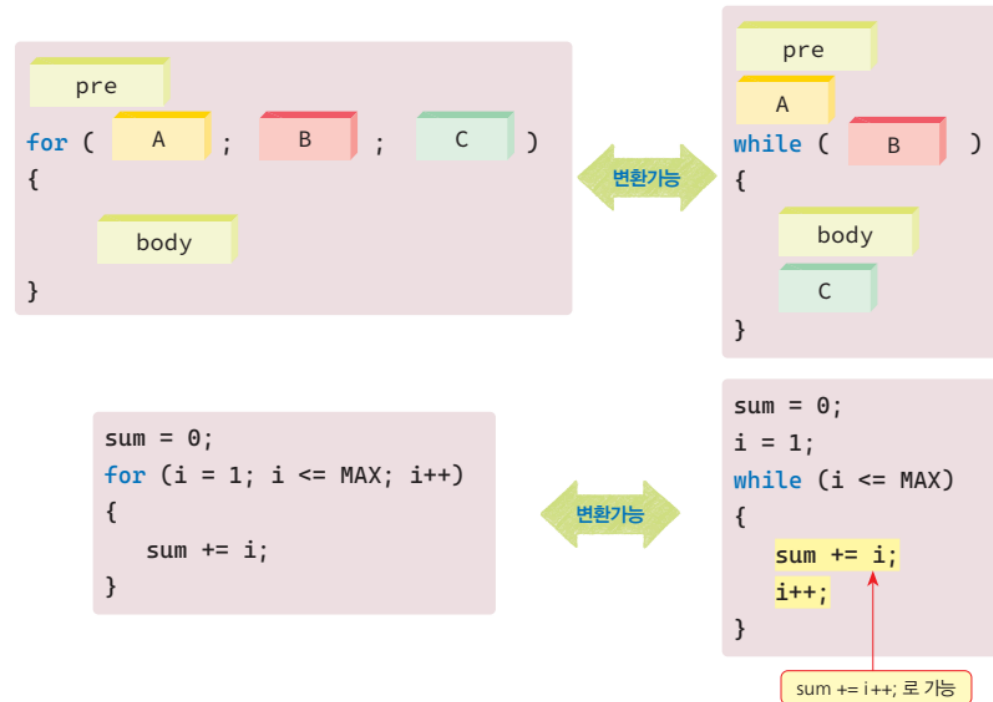 pre
for ( A ; B ; C )
{
body
}
변환가능
pre
A
while ( B )
{
body
C
}
sum = 0;
for (i = 1; i <= MAX; i++)
{
sum += i;
}
변환가능
sum = 0;
i = 1;
while (i <= MAX)
{
sum += i;
i++;
}
sum += i++; 로 가능